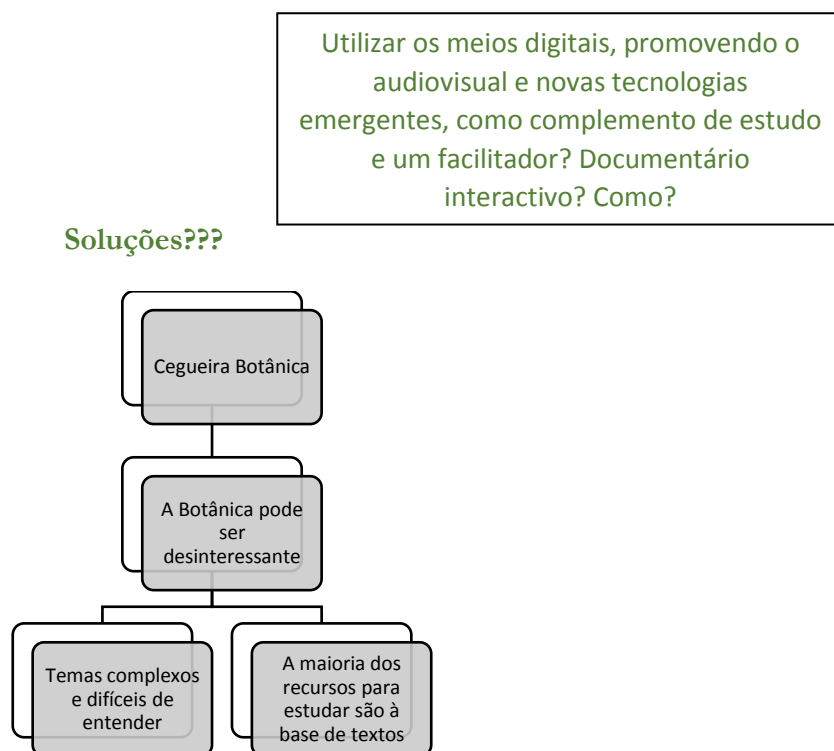 Utilizar os meios digitais, promovendo o
audiovisual e novas tecnologias
emergentes, como complemento de estudo
e um facilitador? Documentário
interactivo? Como?
Soluções???
Cegueira Botânica
A Botânica pode
ser
desinteressante
Temas complexos
e difíceis de
entender
A maioria dos
recursos para
estudar são à
base de textos